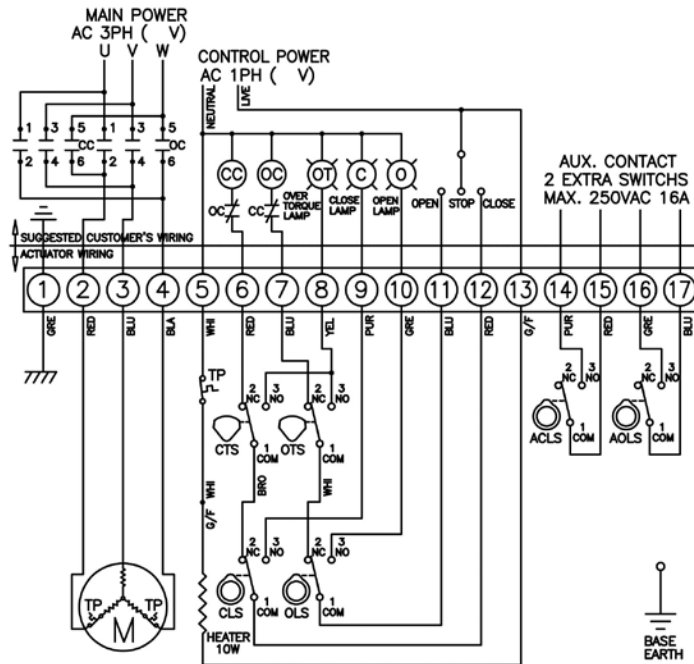 MAIN POWER
AC 3PH (    V)
U V W
CONTROL POWER
AC 1PH (    V)
NEUTRAL
LIVE
1 3 5 1 3 5
CC OC
2 4 6 2 4 6
CC OC OT C O
OC CC OVER TORQUE LAMP CLOSE LAMP OPEN LAMP
OPEN STOP CLOSE
AUX. CONTACT
2 EXTRA SWITCHS
MAX. 250VAC 16A
SUGGESTED CUSTOMER'S WIRING
ACTUATOR WIRING
1 2 3 4 5 6 7 8 9 10 11 12 13 14 15 16 17
GRE RED BLU BLA WHI RED BLU YEL PUR GRE BLU RED G/F PUR RED GRE BLU
TP
2 NC 3 NO 2 NC 3 NO
CTS OTS
1 COM 1 COM
2 NC 3 NO 2 NC 3 NO
ACLS AOLS
1 COM 1 COM
WHI BRO WHI
G/F
2 NC 3 NO 2 NC 3 NO
CLS OLS
1 COM 1 COM
TP TP
M
HEATER
10W
BASE
EARTH